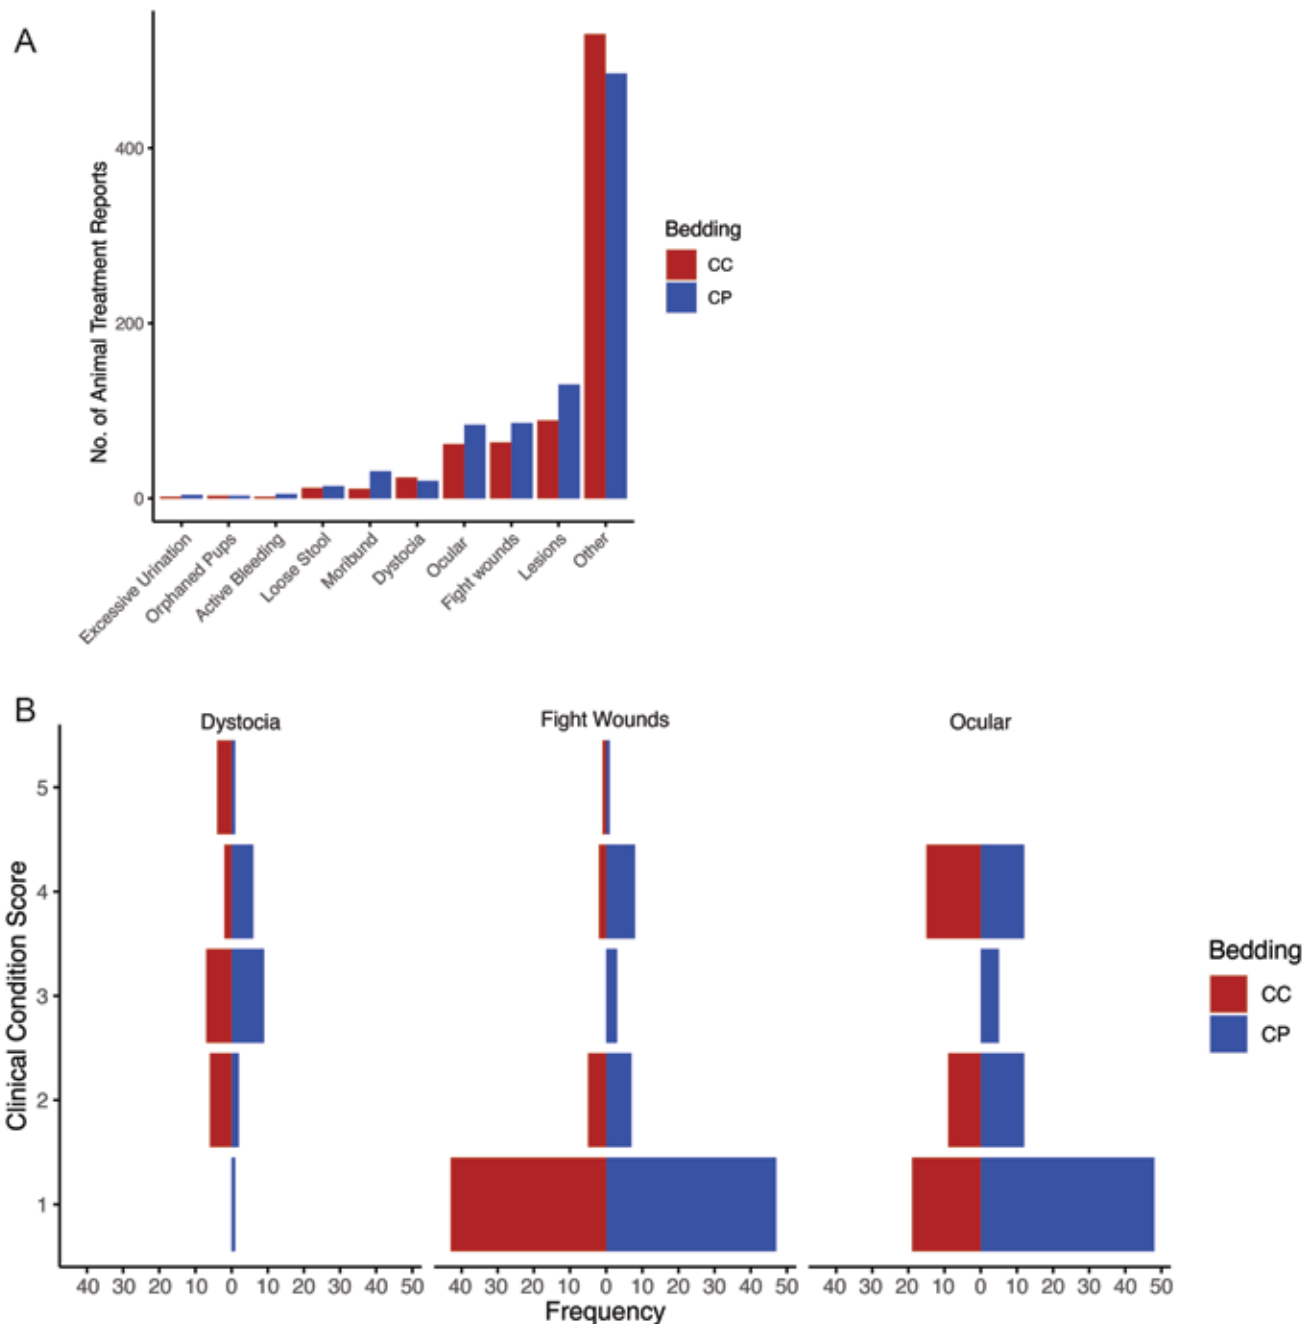 A
No. of Animal Treatment Reports
400
200
0
Excessive Urination
Orphaned Pups
Active Bleeding
Loose Stool
Moribund
Dystocia
Ocular
Fight wounds
Lesions
Other
Bedding
CC
CP
B
Dystocia
Fight Wounds
Ocular
Clinical Condition Score
5
4
3
2
1
40 30 20 10 0 10 20 30 40 50
40 30 20 10 0 10 20 30 40 50
40 30 20 10 0 10 20 30 40 50
Frequency
Bedding
CC
CP